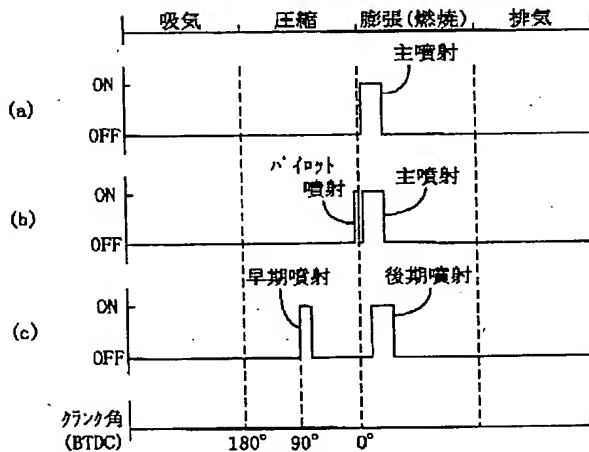 吸気 圧縮 膨張(燃焼) 排気
主噴射
ON
(a)
OFF
パイロット
噴射
主噴射
ON
(b)
OFF
早期噴射 後期噴射
ON
(c)
OFF
クランク角
(BTDC) 180° 90° 0°